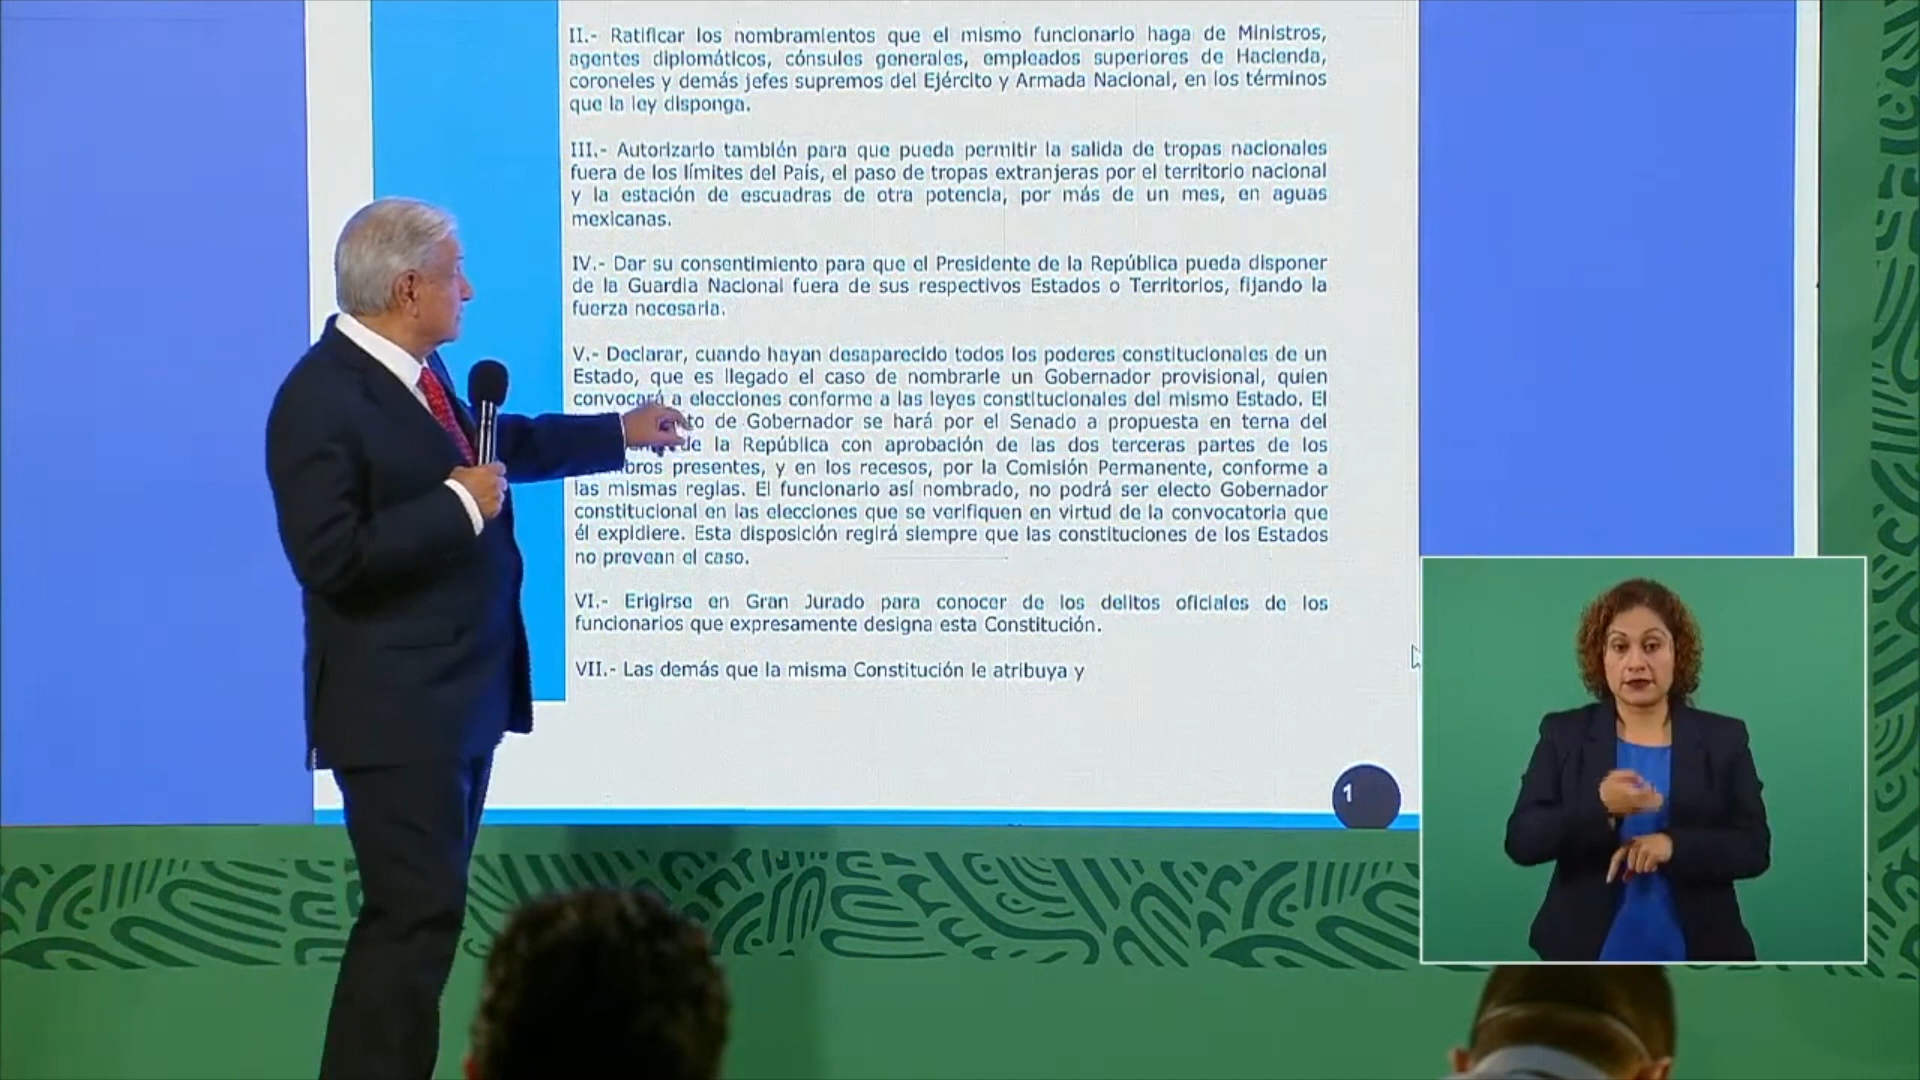 II.- Ratificar los nombramientos que el mismo funcionario haga de Ministros,
agentes diplomáticos, cónsules generales, empleados superiores de Hacienda,
coroneles y demás jefes supremos del Ejército y Armada Nacional, en los términos
que la ley disponga.
III.- Autorizarlo también para que pueda permitir la salida de tropas nacionales
fuera de los límites del País, el paso de tropas extranjeras por el territorio nacional
y la estación de escuadras de otra potencia, por más de un mes, en aguas
mexicanas.
IV.- Dar su consentimiento para que el Presidente de la República pueda disponer
de la Guardia Nacional fuera de sus respectivos Estados o Territorios, fijando la
fuerza necesaria.
V.- Declarar, cuando hayan desaparecido todos los poderes constitucionales de un
Estado, que es llegado el caso de nombrarle un Gobernador provisional, quien
convocará a elecciones conforme a las leyes constitucionales del mismo Estado. El
de Gobernador se hará por el Senado a propuesta en terna del
de la República con aprobación de las dos terceras partes de los
presentes, y en los recesos, por la Comisión Permanente, conforme a
las mismas reglas. El funcionario así nombrado, no podrá ser electo Gobernador
constitucional en las elecciones que se verifiquen en virtud de la convocatoria que
él expidiere. Esta disposición regirá siempre que las constituciones de los Estados
no prevean el caso.
VI.- Erigirse en Gran Jurado para conocer de los delitos oficiales de los
funcionarios que expresamente designa esta Constitución.
VII.- Las demás que la misma Constitución le atribuya y
1